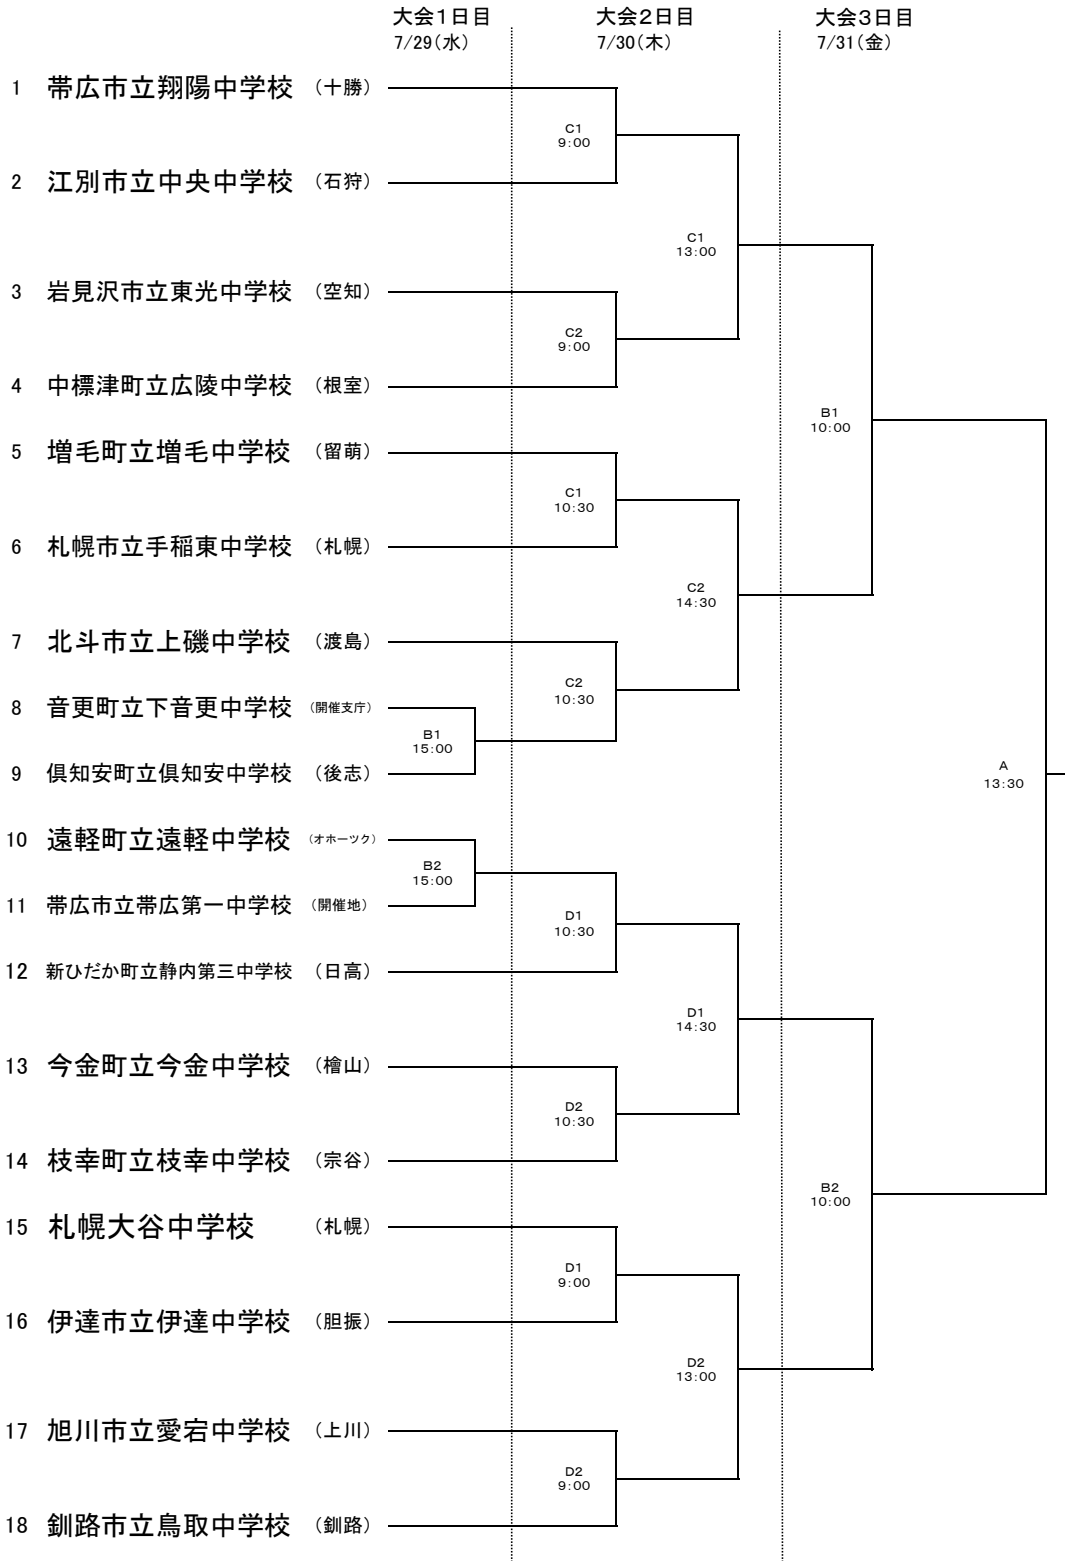 大会1日目 大会2日目 大会3日目
7/29(水) 7/30(木) 7/31(金)
1 帯広市立翔陽中学校 (十勝)
C1
9:00
2 江別市立中央中学校 (石狩)
C1
13:00
3 岩見沢市立東光中学校 (空知)
C2
9:00
4 中標津町立広陵中学校 (根室)
B1
10:00
5 増毛町立増毛中学校 (留萌)
C1
10:30
6 札幌市立手稲東中学校 (札幌)
C2
14:30
7 北斗市立上磯中学校 (渡島)
C2
10:30
8 音更町立下音更中学校 (開催支庁)
B1
15:00
9 倶知安町立倶知安中学校 (後志)
A
13:30
10 遠軽町立遠軽中学校 (オホーツク)
B2
15:00
11 帯広市立帯広第一中学校 (開催地)
D1
10:30
12 新ひだか町立静内第三中学校 (日高)
D1
14:30
13 今金町立今金中学校 (檜山)
D2
10:30
14 枝幸町立枝幸中学校 (宗谷)
B2
10:00
15 札幌大谷中学校 (札幌)
D1
9:00
16 伊達市立伊達中学校 (胆振)
D2
13:00
17 旭川市立愛宕中学校 (上川)
D2
9:00
18 釧路市立鳥取中学校 (釧路)